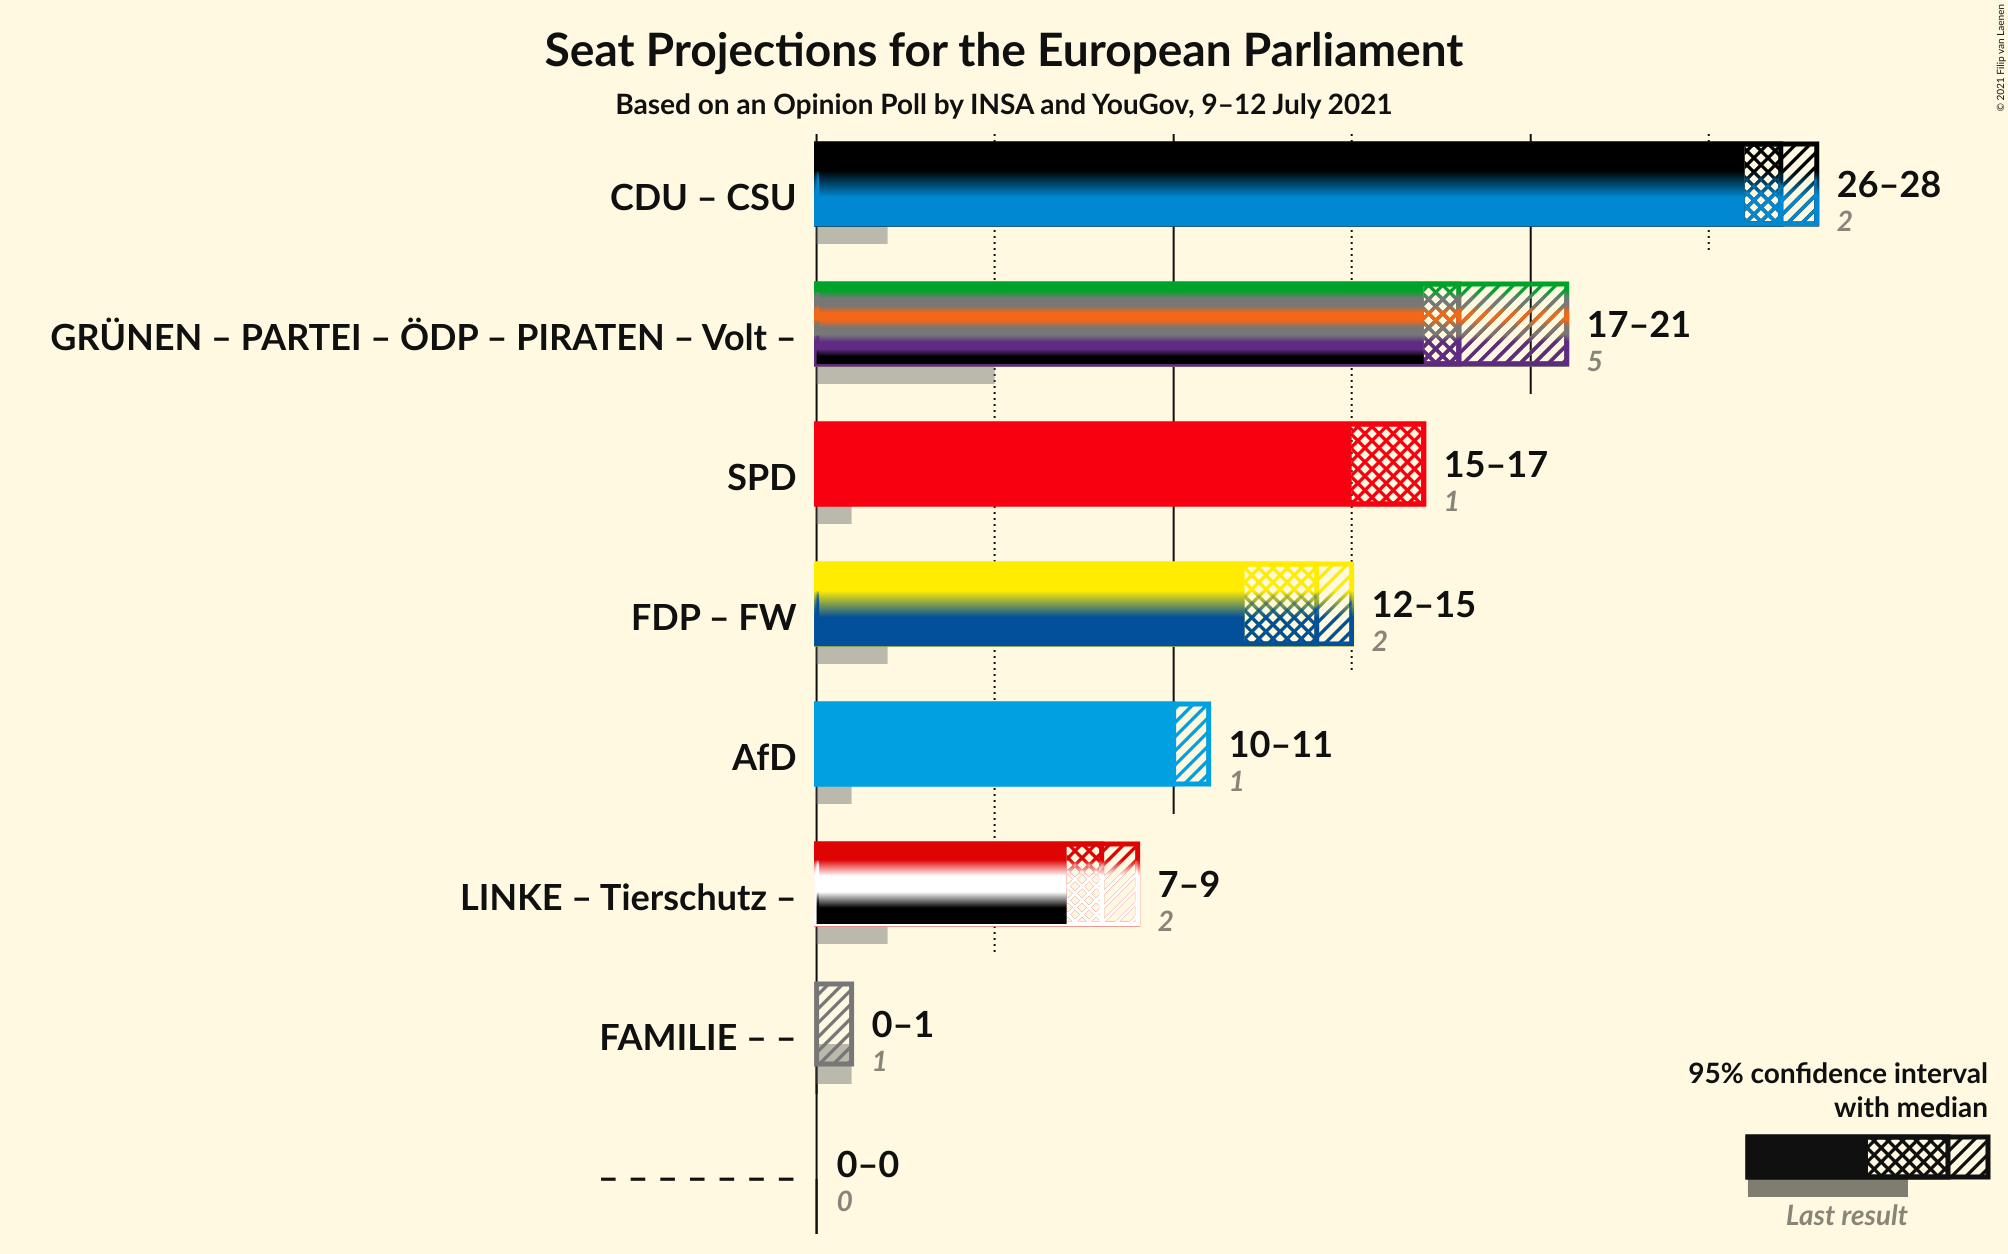 Seat Projections for the European Parliament
Based on an Opinion Poll by INSA and YouGov, 9–12 July 2021
© 2021 Filip van Laenen
CDU – CSU
26–28
2
GRÜNEN – PARTEI – ÖDP – PIRATEN – Volt –
17–21
5
SPD
15–17
1
FDP – FW
12–15
2
AfD
10–11
1
LINKE – Tierschutz –
7–9
2
FAMILIE – –
0–1
1
– – – – – – –
0–0
0
95% confidence interval
with median
Last result